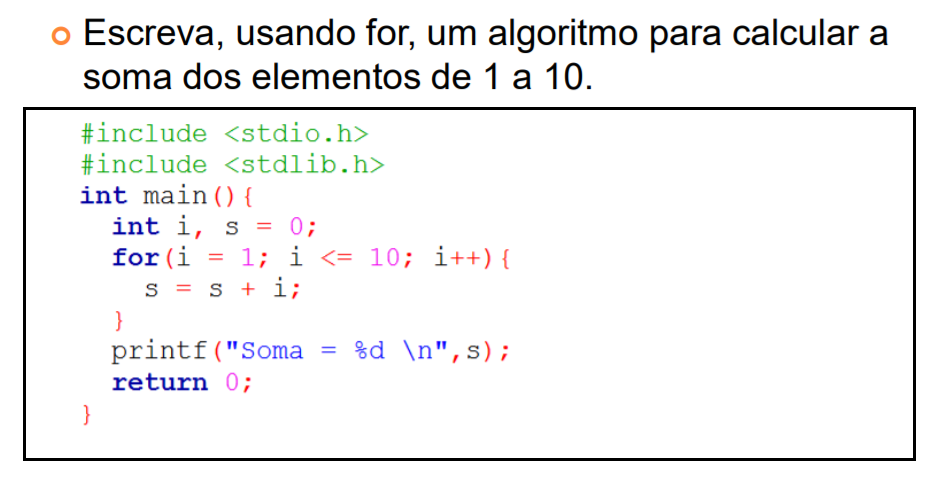 Escreva, usando for, um algoritmo para calcular a
soma dos elementos de 1 a 10.
#include <stdio.h>
#include <stdlib.h>
int main(){
  int i, s = 0;
  for(i = 1; i <= 10; i++){
    s = s + i;
  }
  printf("Soma = %d \n",s);
  return 0;
}